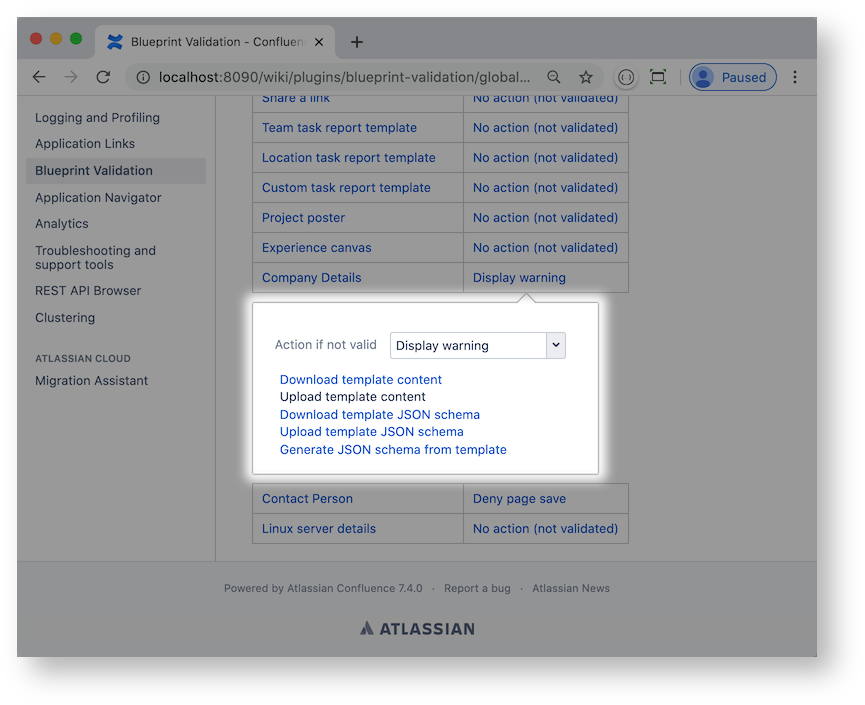 Blueprint Validation - Confluen
localhost:8090/wiki/plugins/blueprint-validation/global...
Paused
Logging and Profiling
Application Links
Blueprint Validation
Application Navigator
Analytics
Troubleshooting and
support tools
REST API Browser
Clustering
ATLASSIAN CLOUD
Migration Assistant
Share a link No action (not validated)
Team task report template No action (not validated)
Location task report template No action (not validated)
Custom task report template No action (not validated)
Project poster No action (not validated)
Experience canvas No action (not validated)
Company Details Display warning
Action if not valid Display warning
Download template content
Upload template content
Download template JSON schema
Upload template JSON schema
Generate JSON schema from template
Contact Person Deny page save
Linux server details No action (not validated)
Powered by Atlassian Confluence 7.4.0 · Report a bug · Atlassian News
ATLASSIAN